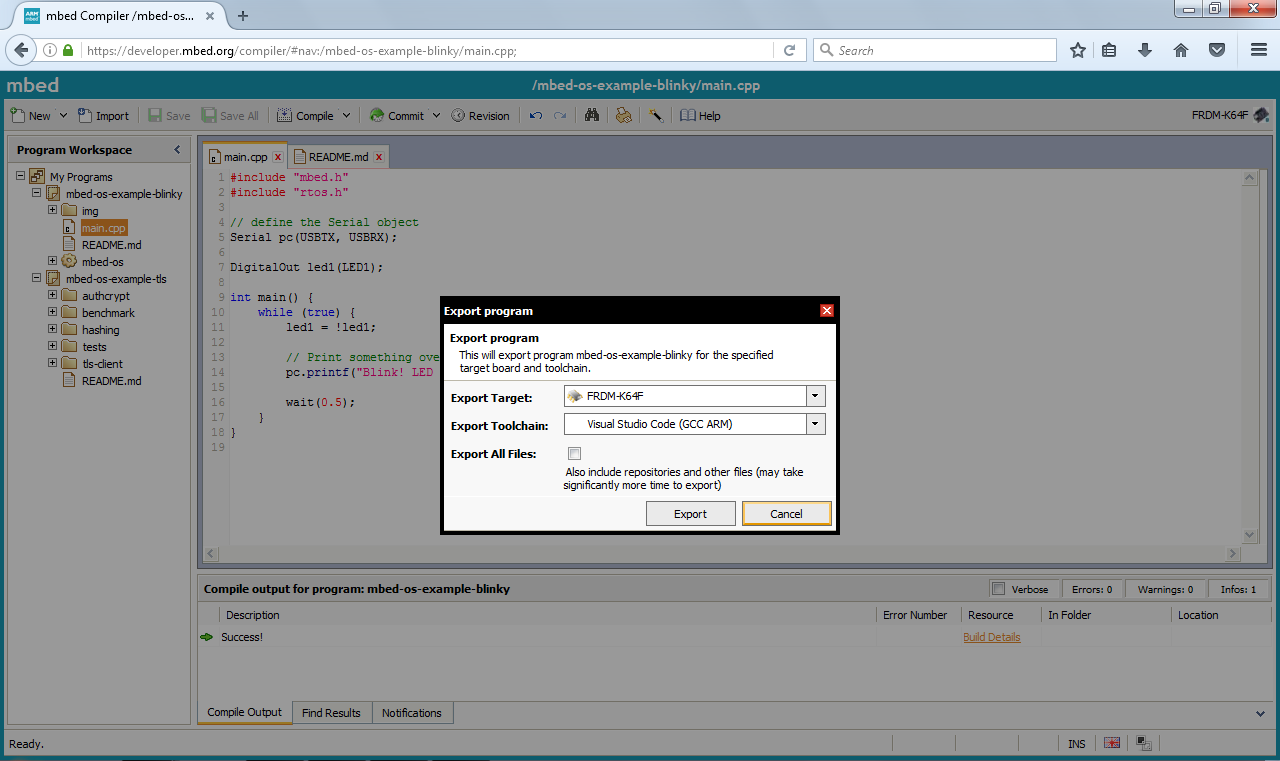 mbed Compiler /mbed-os...
https://developer.mbed.org/compiler/#nav:/mbed-os-example-blinky/main.cpp;
Search
mbed
/mbed-os-example-blinky/main.cpp
New Import Save Save All Compile Commit Revision Help FRDM-K64F
Program Workspace
My Programs
mbed-os-example-blinky
img
main.cpp
README.md
mbed-os
mbed-os-example-tls
authcrypt
benchmark
hashing
tests
tls-client
README.md
main.cpp README.md
1 #include "mbed.h"
2 #include "rtos.h"
3
4 // define the Serial object
5 Serial pc(USBTX, USBRX);
6
7 DigitalOut led1(LED1);
8
9 int main() {
10 while (true) {
11 led1 = !led1;
12
13 // Print something ove
14 pc.printf("Blink! LED
15
16 wait(0.5);
17 }
18 }
19
Export program
Export program
This will export program mbed-os-example-blinky for the specified
target board and toolchain.
Export Target: FRDM-K64F
Export Toolchain: Visual Studio Code (GCC ARM)
Export All Files:
Also include repositories and other files (may take
significantly more time to export)
Export Cancel
Compile output for program: mbed-os-example-blinky
Verbose Errors: 0 Warnings: 0 Infos: 1
Description Error Number Resource In Folder Location
Success! Build Details
Compile Output Find Results Notifications
Ready. INS